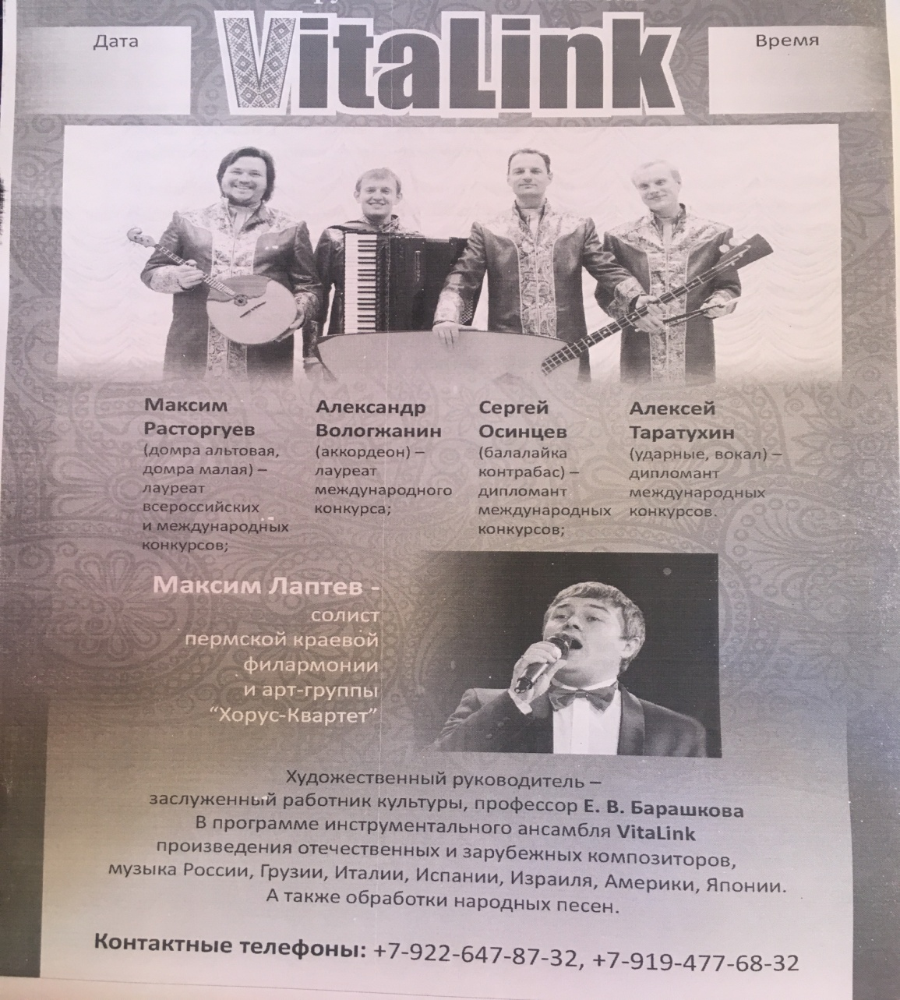 Дата
VitaLink
Время
Максим
Расторгуев
(домра альтовая,
домра малая) –
лауреат
всероссийских
и международных
конкурсов;
Александр
Вологжанин
(аккордеон) –
лауреат
международного
конкурса;
Сергей
Осинцев
(балалайка
контрабас) –
дипломант
международных
конкурсов;
Алексей
Таратухин
(ударные, вокал) –
дипломант
международных
конкурсов.
Максим Лаптев -
солист
пермской краевой
филармонии
и арт-группы
“Хорус-Квартет”
Художественный руководитель –
заслуженный работник культуры, профессор Е. В. Барашкова
В программе инструментального ансамбля VitaLink
произведения отечественных и зарубежных композиторов,
музыка России, Грузии, Италии, Испании, Израиля, Америки, Японии.
А также обработки народных песен.
Контактные телефоны: +7-922-647-87-32, +7-919-477-68-32